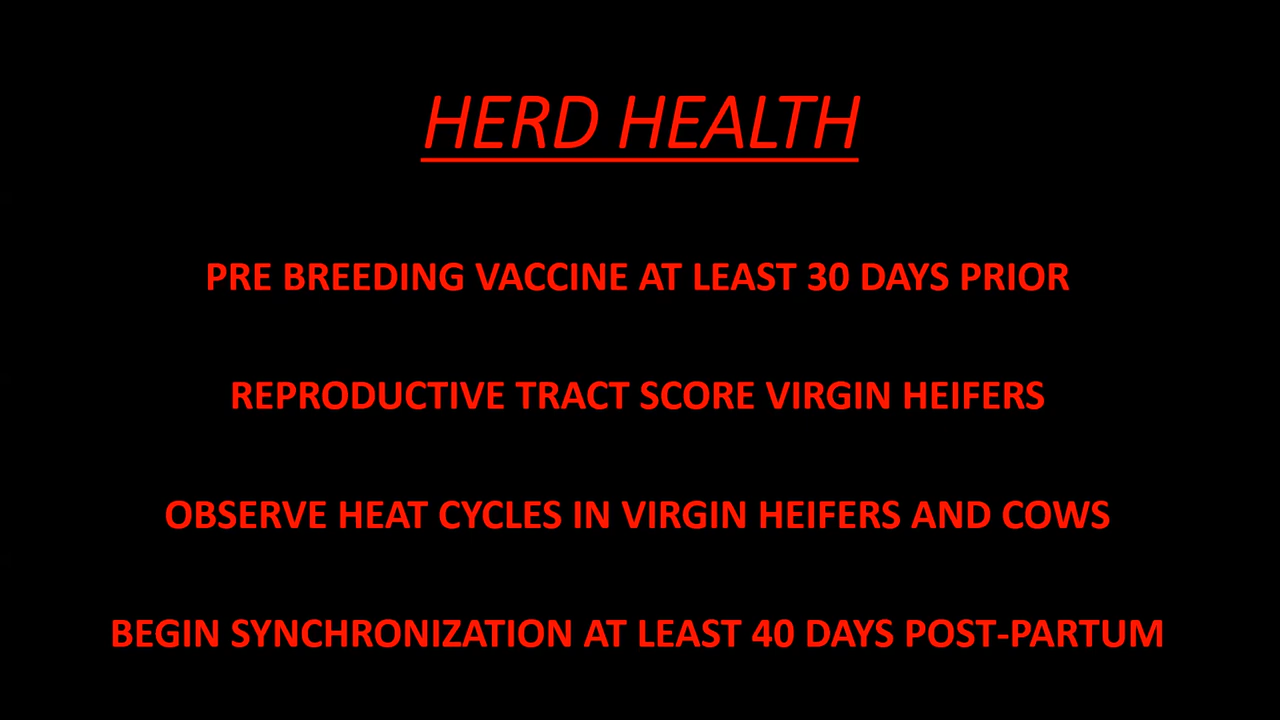 HERD HEALTH
PRE BREEDING VACCINE AT LEAST 30 DAYS PRIOR
REPRODUCTIVE TRACT SCORE VIRGIN HEIFERS
OBSERVE HEAT CYCLES IN VIRGIN HEIFERS AND COWS
BEGIN SYNCHRONIZATION AT LEAST 40 DAYS POST-PARTUM